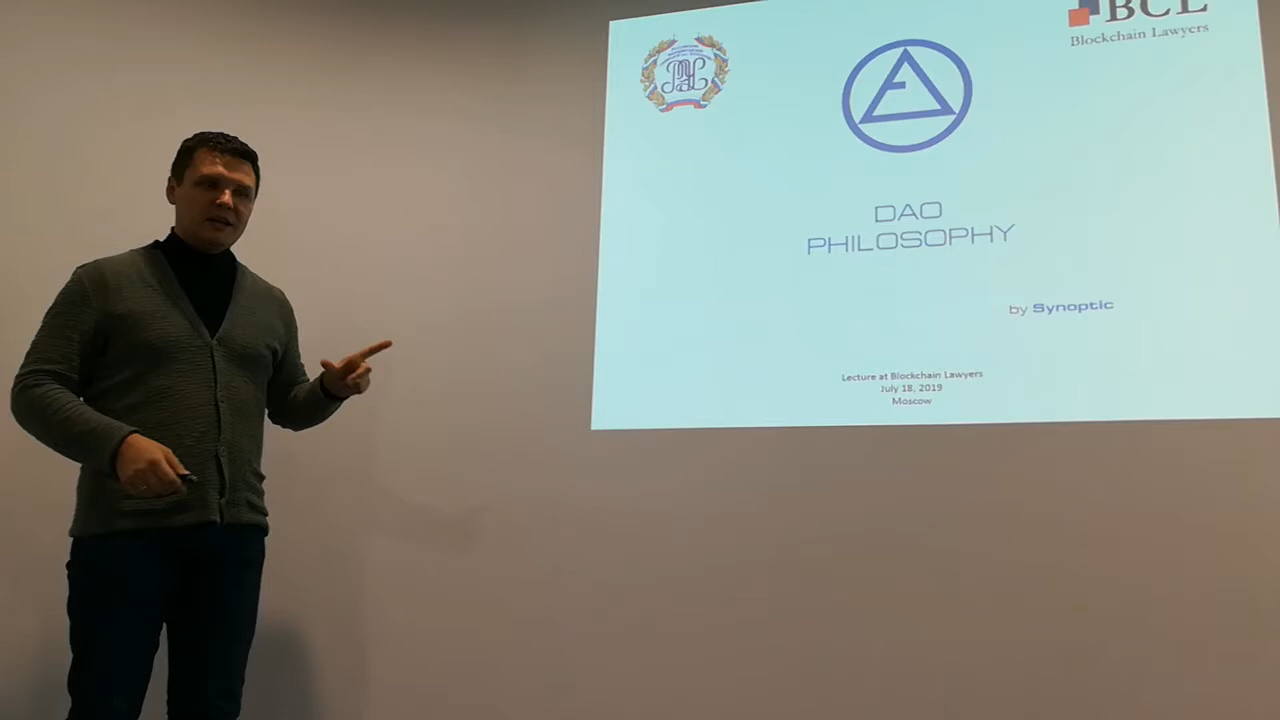 BCL
Blockchain Lawyers
DAO
PHILOSOPHY
by Synoptic
Lecture at Blockchain Lawyers
July 18, 2019
Moscow